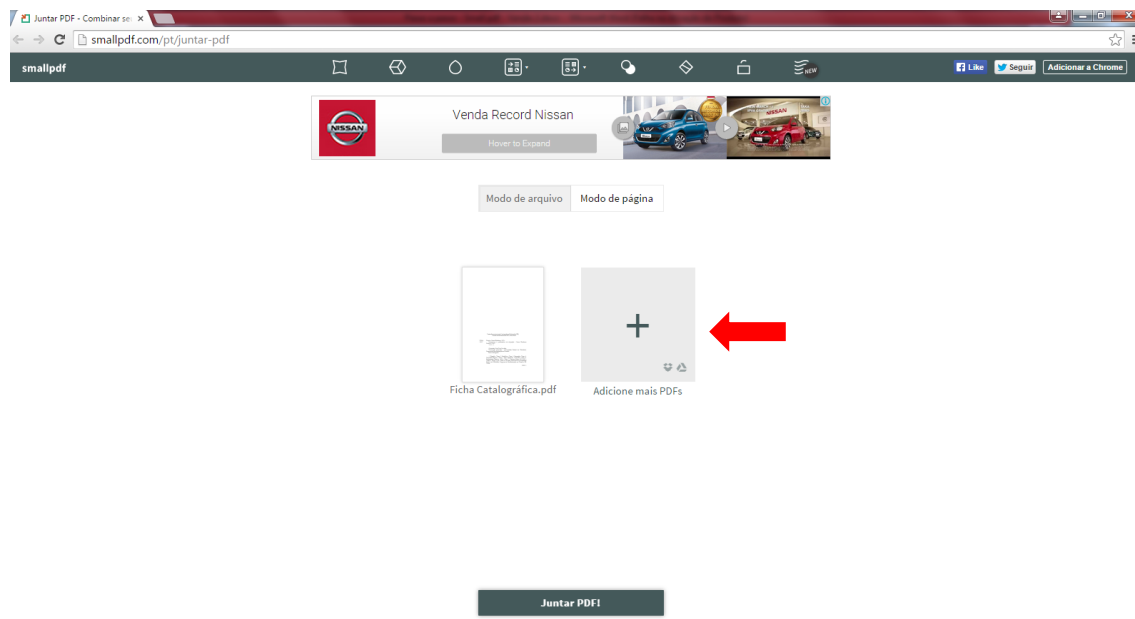 Juntar PDF - Combinar se
smallpdf.com/pt/juntar-pdf
smallpdf
NEW
Like
Seguir
Adicionar a Chrome
NISSAN
Venda Record Nissan
Hover to Expand
Modo de arquivo
Modo de página
Ficha Catalográfica.pdf
Adicione mais PDFs
Juntar PDF!